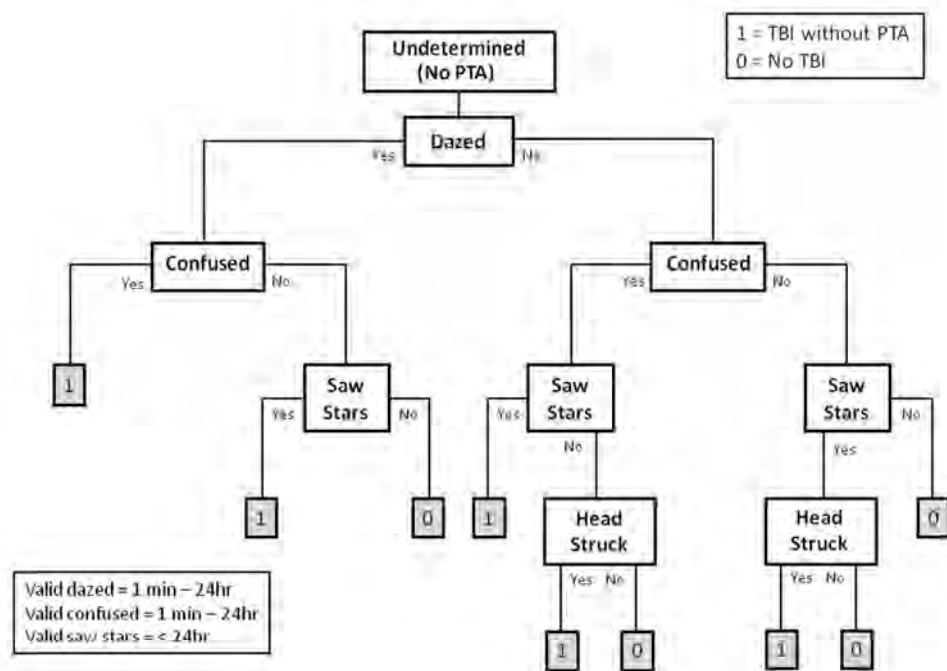 Undetermined
(No PTA)
1 = TBI without PTA
0 = No TBI
Dazed
Yes
No
Confused
Yes
No
Confused
Yes
No
1
Saw
Stars
Yes
No
Saw
Stars
Yes
No
Saw
Stars
Yes
No
1
0
1
Head
Struck
Yes
No
Head
Struck
Yes
No
0
1
0
1
0
Valid dazed = 1 min – 24hr
Valid confused = 1 min – 24hr
Valid saw stars = < 24hr